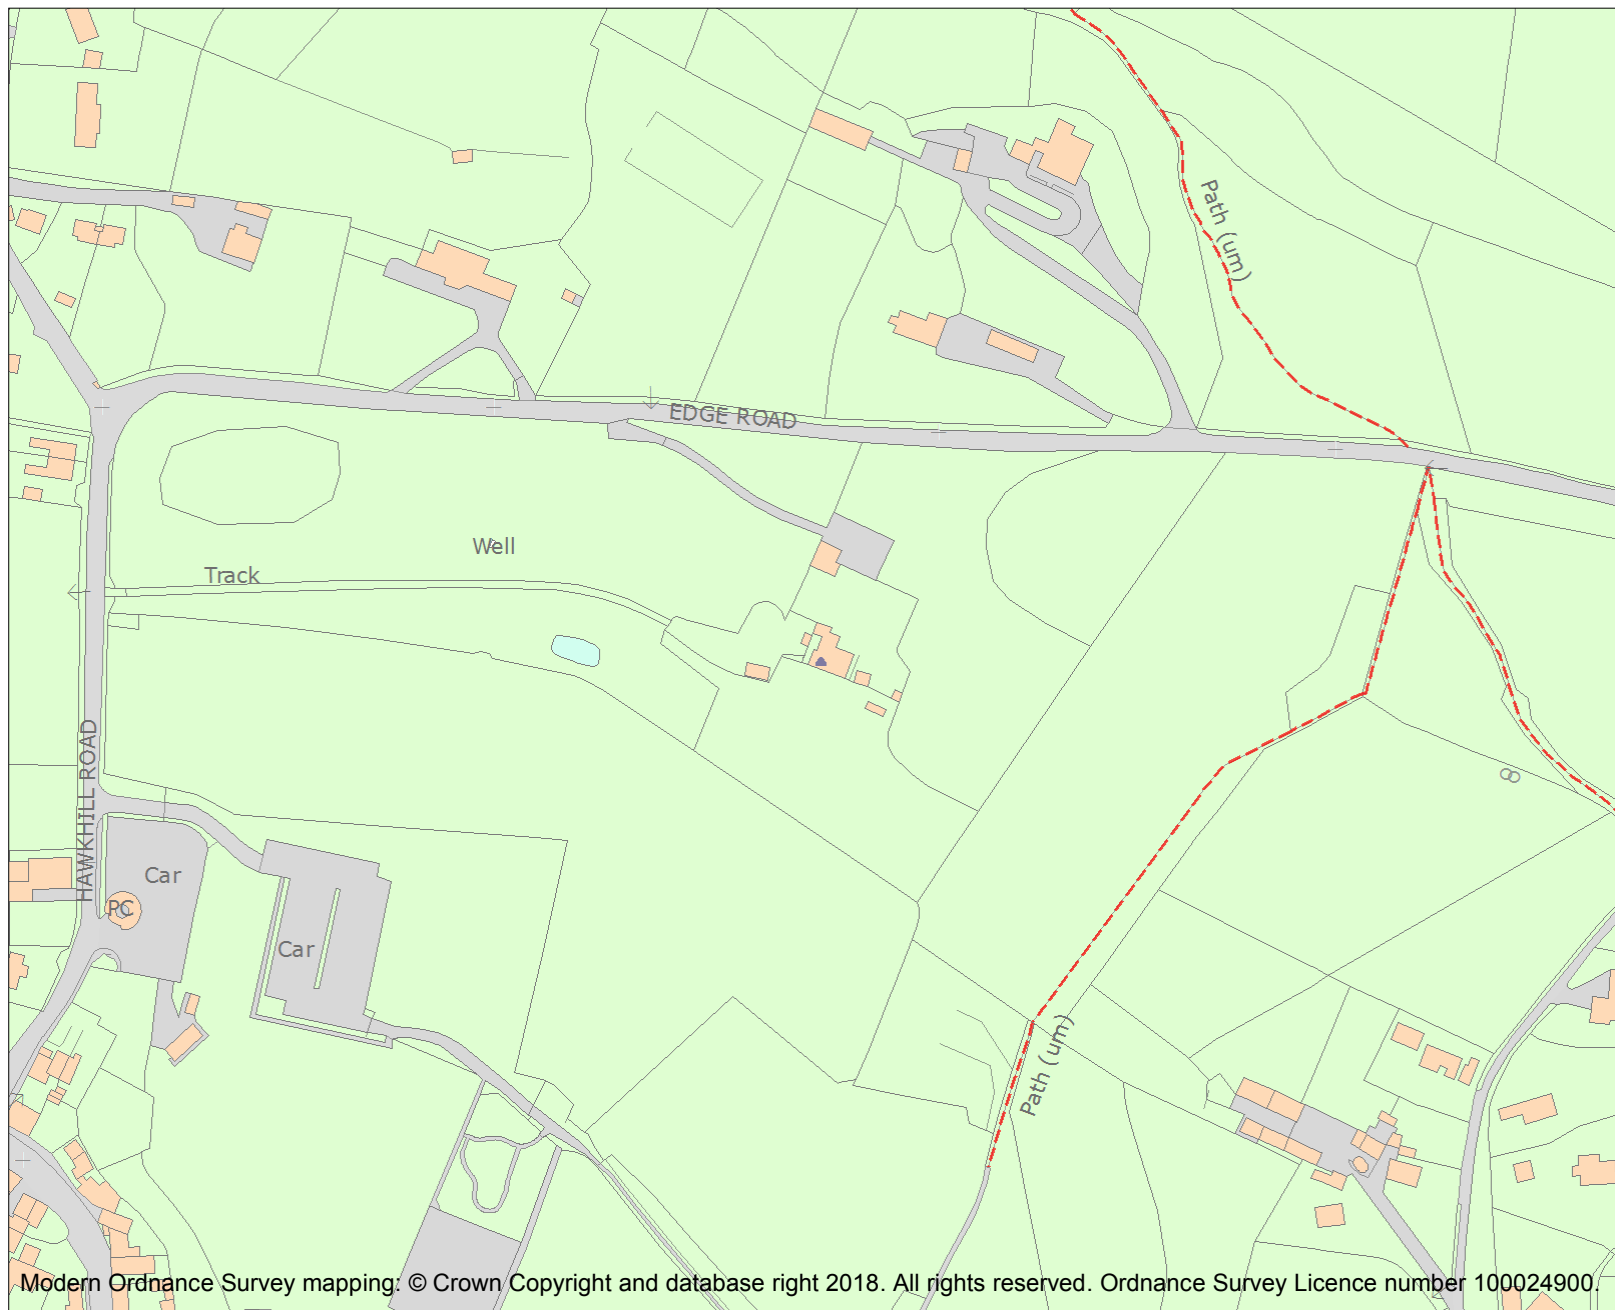 Path (um)
EDGE ROAD
Well
Track
HAWKHILL ROAD
Car
PC
Car
Path (um)
Modern Ordnance Survey mapping: © Crown Copyright and database right 2018. All rights reserved. Ordnance Survey Licence number 100024900.